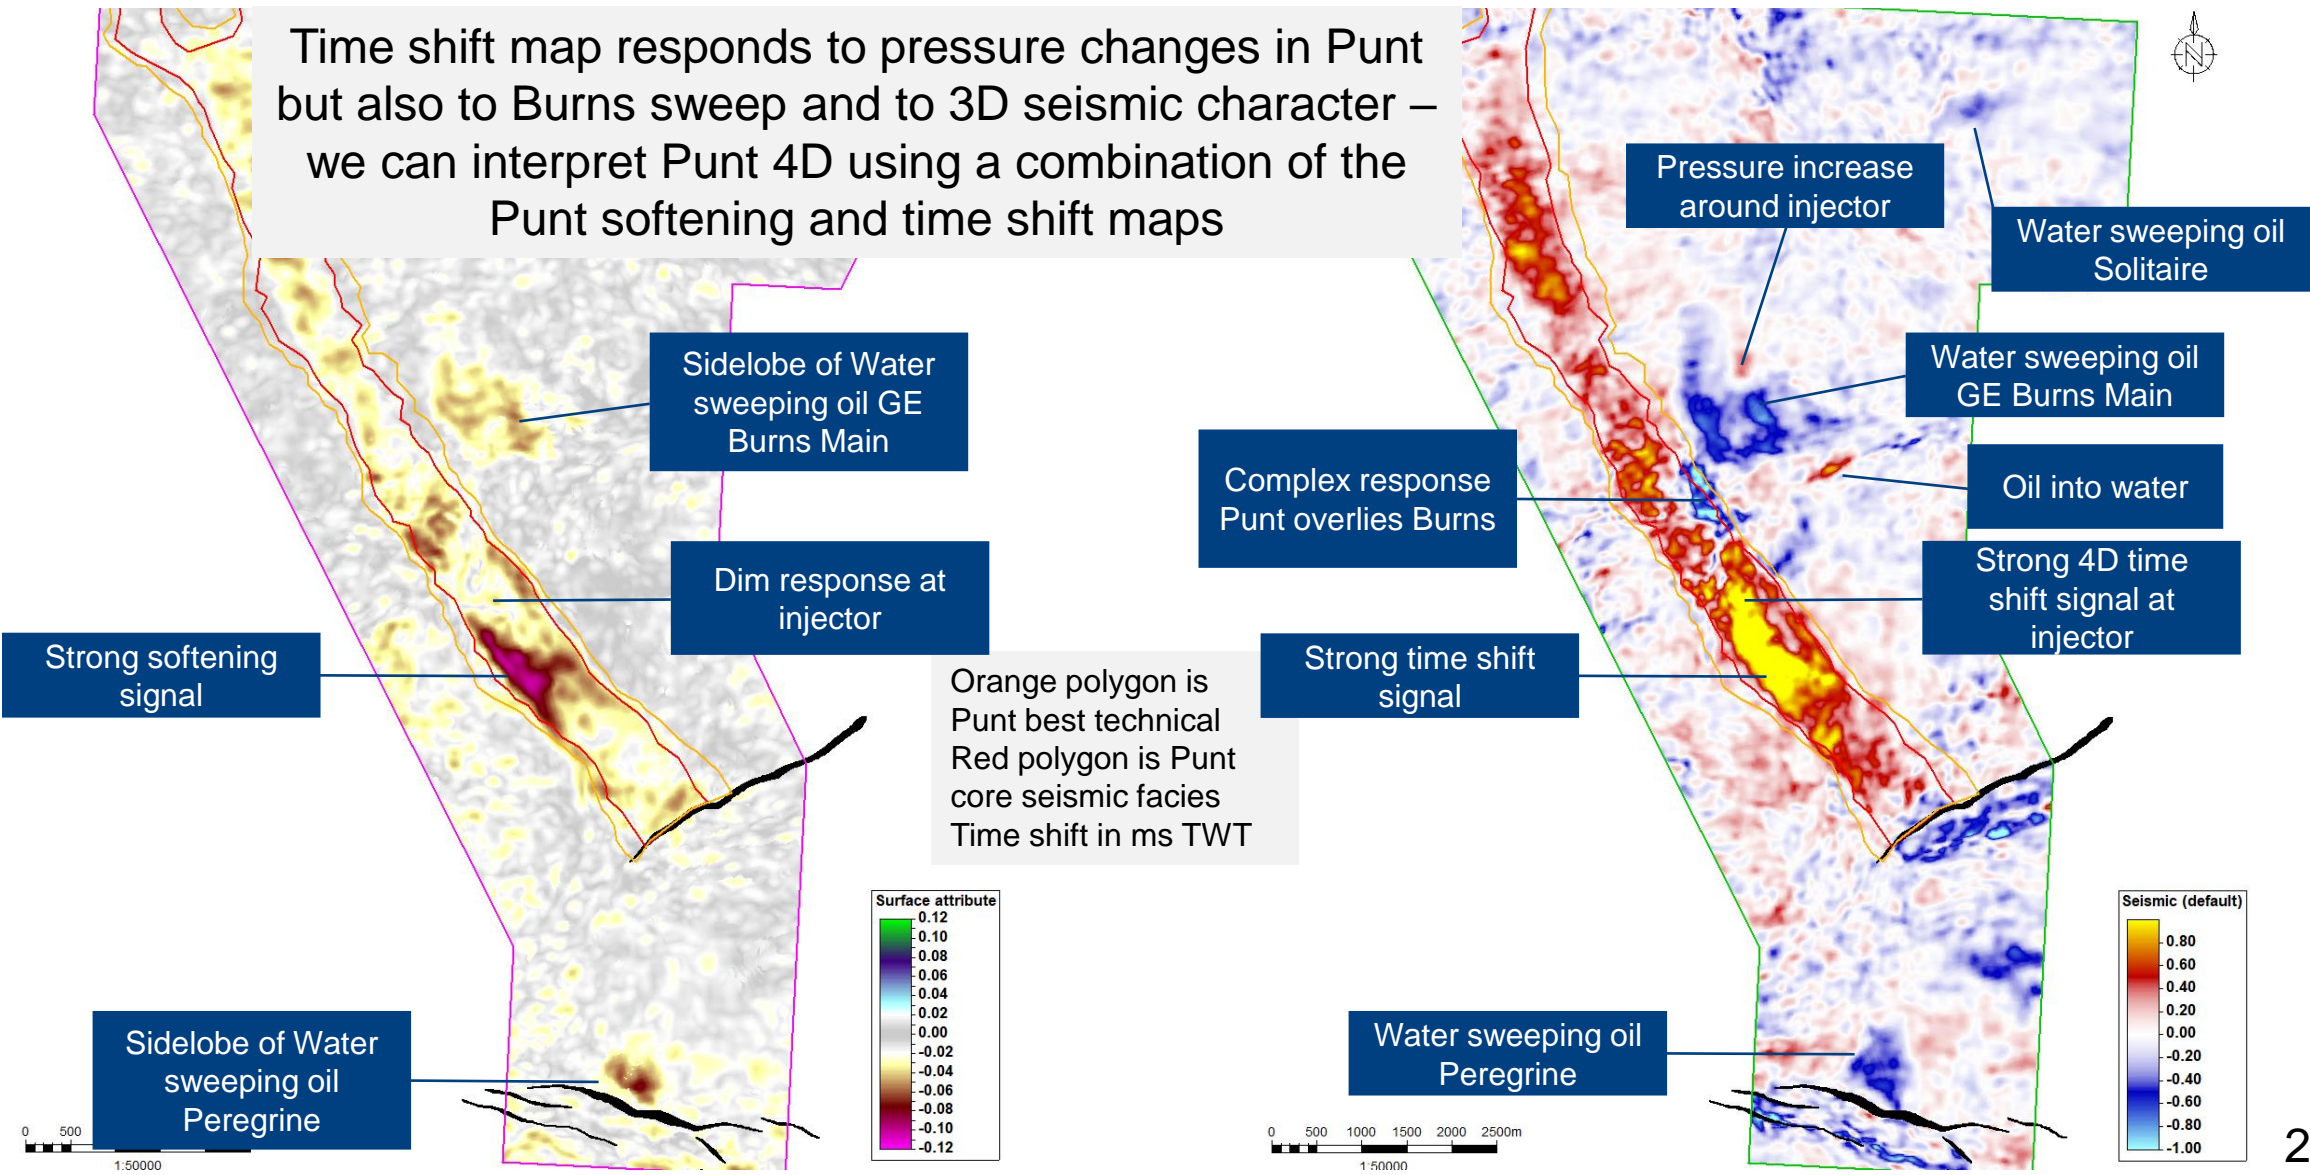 Time shift map responds to pressure changes in Punt
but also to Burns sweep and to 3D seismic character –
we can interpret Punt 4D using a combination of the
Punt softening and time shift maps
N
Pressure increase
around injector
Water sweeping oil
Solitaire
Sidelobe of Water
sweeping oil GE
Burns Main
Water sweeping oil
GE Burns Main
Complex response
Punt overlies Burns
Oil into water
Dim response at
injector
Strong 4D time
shift signal at
injector
Strong softening
signal
Strong time shift
signal
Orange polygon is
Punt best technical
Red polygon is Punt
core seismic facies
Time shift in ms TWT
Surface attribute
0.12
0.10
0.08
0.06
0.04
0.02
0.00
-0.02
-0.04
-0.06
-0.08
-0.10
-0.12
Seismic (default)
0.80
0.60
0.40
0.20
0.00
-0.20
-0.40
-0.60
-0.80
-1.00
Sidelobe of Water
sweeping oil
Peregrine
Water sweeping oil
Peregrine
0 500
1:50000
0 500 1000 1500 2000 2500m
1:50000
2